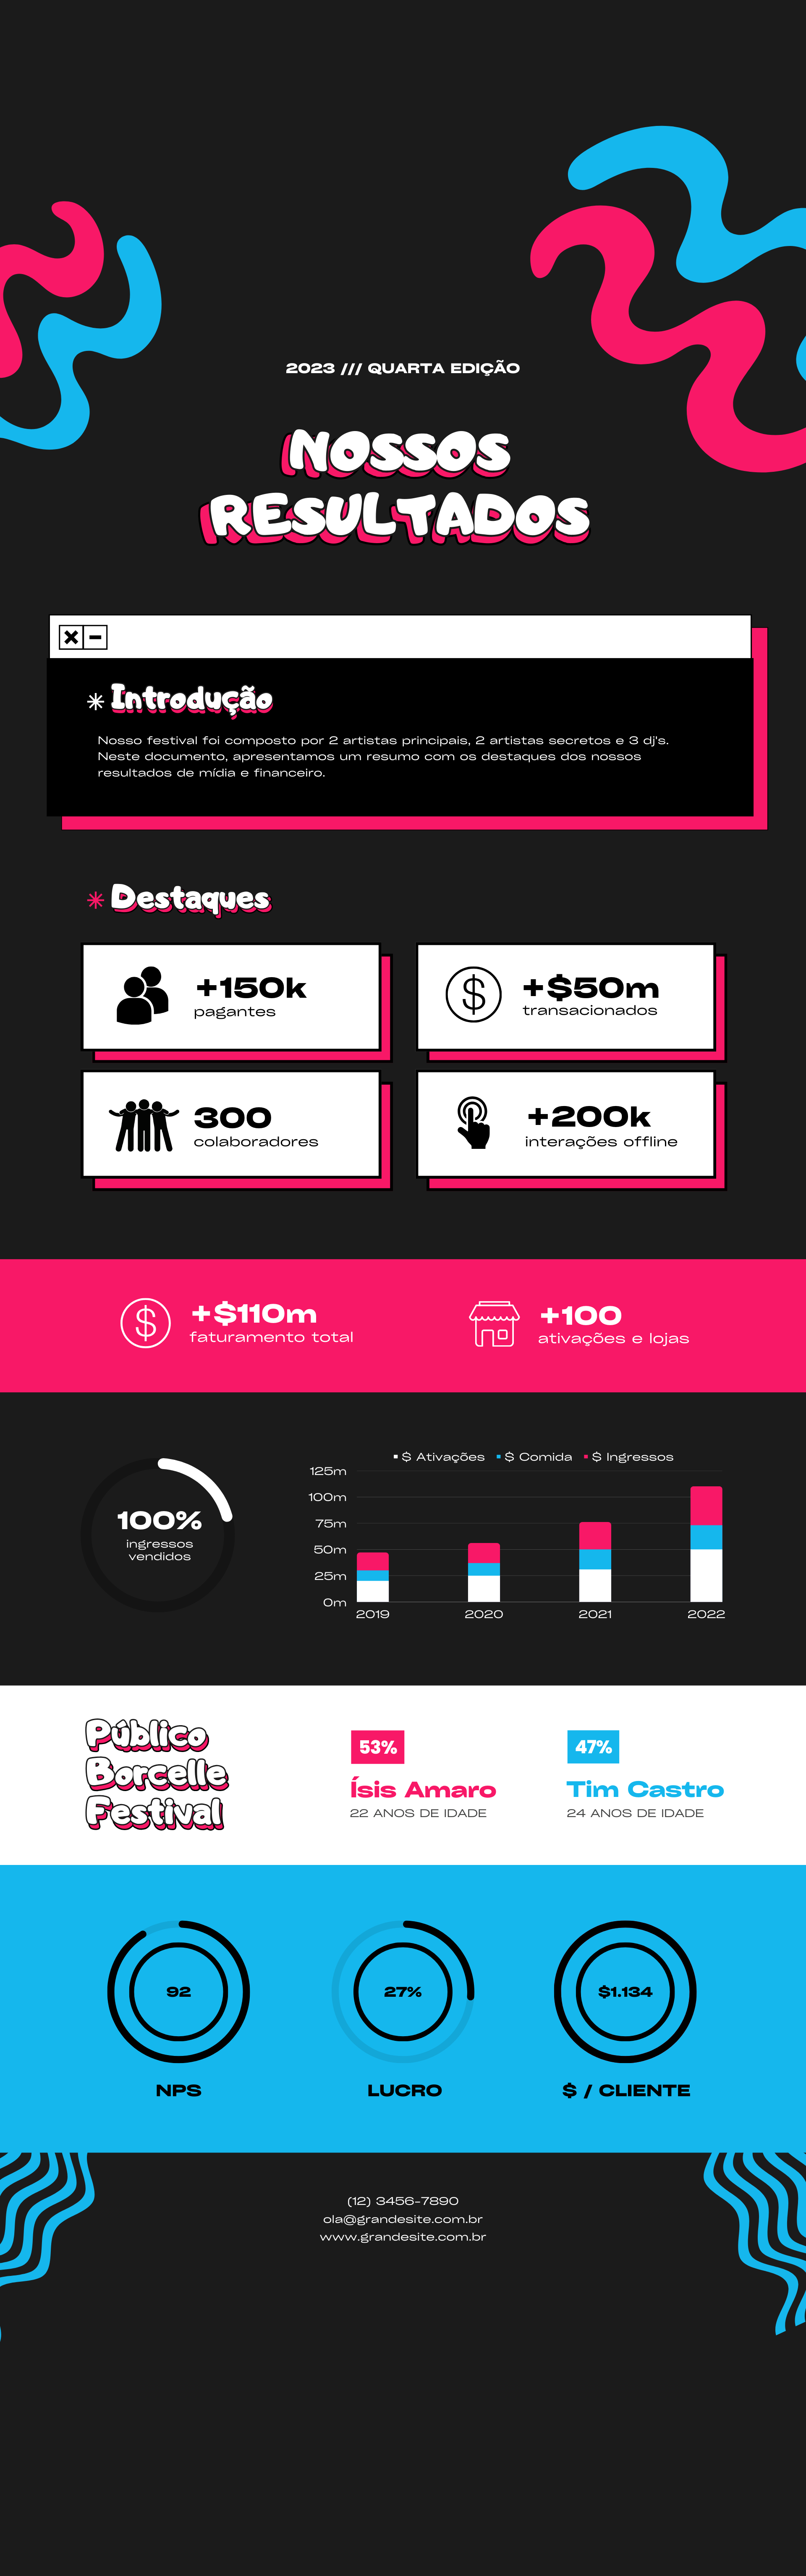 2023 /// QUARTA EDIÇÃO
NOSSOS
RESULTADOS
Introdução
Nosso festival foi composto por 2 artistas principais, 2 artistas secretos e 3 dj's.
Neste documento, apresentamos um resumo com os destaques dos nossos
resultados de mídia e financeiro.
Destaques
+150k
pagantes
+$50m
transacionados
300
colaboradores
+200k
interações offline
+$110m
faturamento total
+100
ativações e lojas
100%
ingressos
vendidos
$ Ativações $ Comida $ Ingressos
125m
100m
75m
50m
25m
0m
2019 2020 2021 2022
Público
Borcelle
Festival
53%
Ísis Amaro
22 ANOS DE IDADE
47%
Tim Castro
24 ANOS DE IDADE
92
NPS
27%
LUCRO
$1.134
$ / CLIENTE
(12) 3456-7890
ola@grandesite.com.br
www.grandesite.com.br